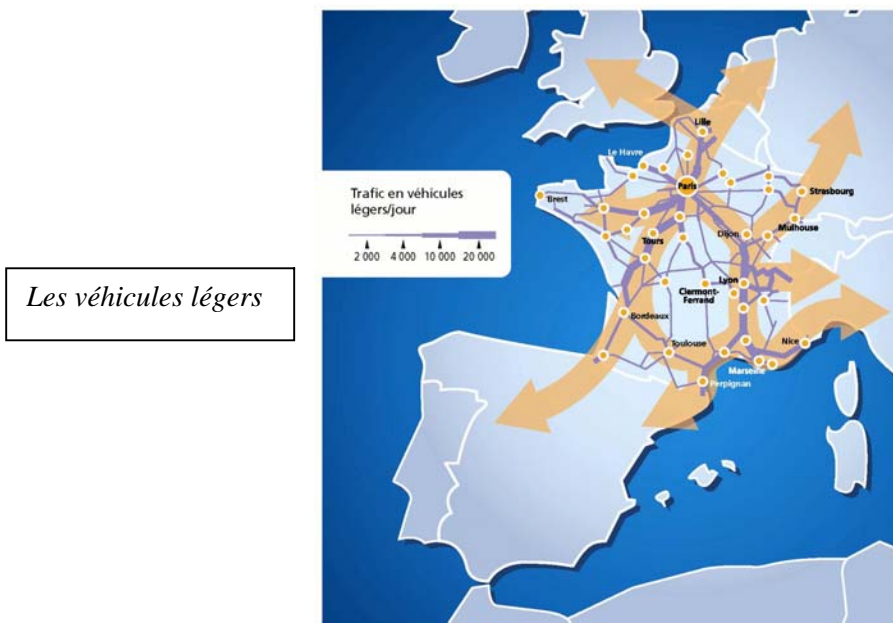 Les véhicules légers
Trafic en véhicules
légers/jour
2 000 4 000 10 000 20 000
Lille
Le Havre
Paris
Brest
Strasbourg
Dijon
Mulhouse
Tours
Lyon
Clermont-
Ferrand
Bordeaux
Toulouse
Nice
Marseille
Perpignan